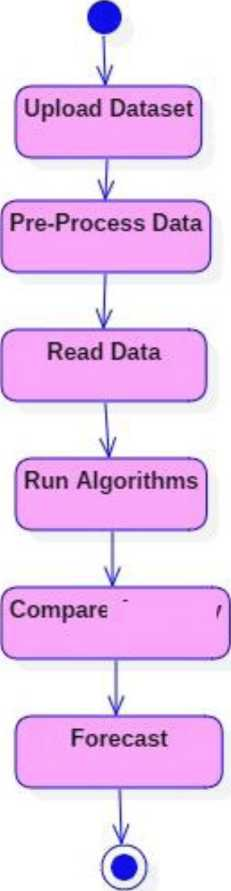 Upload Dataset
Pre-Process Data
Read Data
Run Algorithms
Compare
Forecast